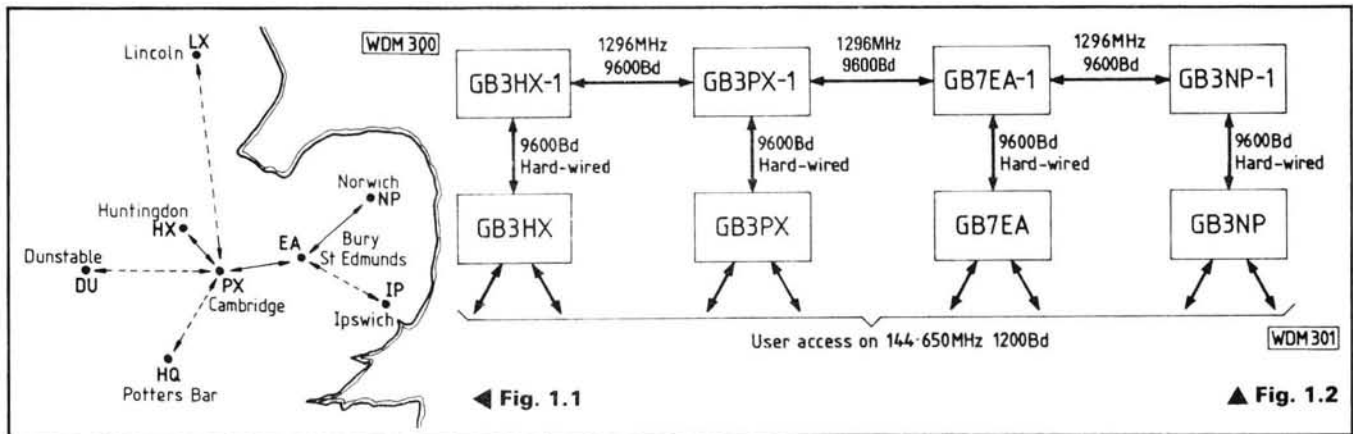 LX
Lincoln
Huntingdon
HX
Dunstable
DU
PX
Cambridge
HQ
Potters Bar
Norwich
NP
EA
Bury
St Edmunds
IP
Ipswich
WDM 300
◄ Fig. 1.1
1296MHz
9600Bd
1296MHz
9600Bd
1296MHz
9600Bd
GB3HX-1
GB3PX-1
GB7EA-1
GB3NP-1
9600Bd
Hard-wired
9600Bd
Hard-wired
9600Bd
Hard-wired
9600Bd
Hard-wired
GB3HX
GB3PX
GB7EA
GB3NP
User access on 144·650MHz 1200Bd
WDM301
▲ Fig. 1.2